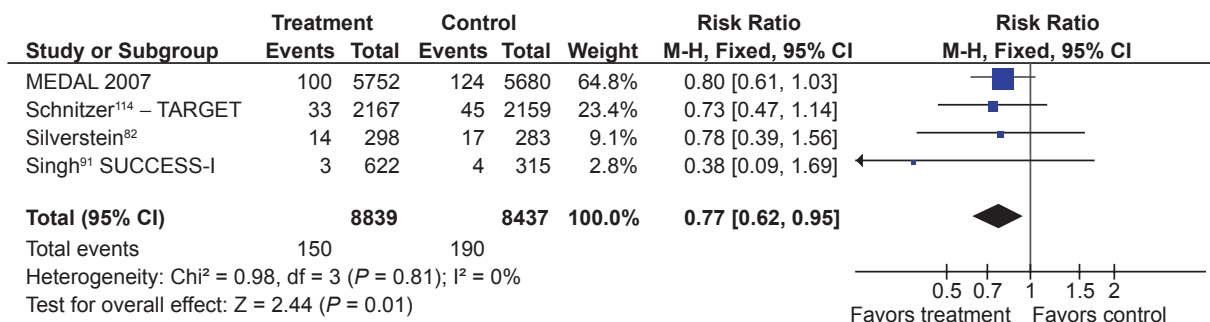 Treatment Control Risk Ratio Risk Ratio
Study or Subgroup Events Total Events Total Weight M-H, Fixed, 95% CI M-H, Fixed, 95% CI
MEDAL 2007 100 5752 124 5680 64.8% 0.80 [0.61, 1.03]
Schnitzer¹¹⁴ – TARGET 33 2167 45 2159 23.4% 0.73 [0.47, 1.14]
Silverstein⁸² 14 298 17 283 9.1% 0.78 [0.39, 1.56]
Singh⁹¹ SUCCESS-I 3 622 4 315 2.8% 0.38 [0.09, 1.69]
Total (95% CI) 8839 8437 100.0% 0.77 [0.62, 0.95]
Total events 150 190
Heterogeneity: Chi² = 0.98, df = 3 (P = 0.81); I² = 0%
Test for overall effect: Z = 2.44 (P = 0.01)
0.5 0.7 1 1.5 2
Favors treatment Favors control